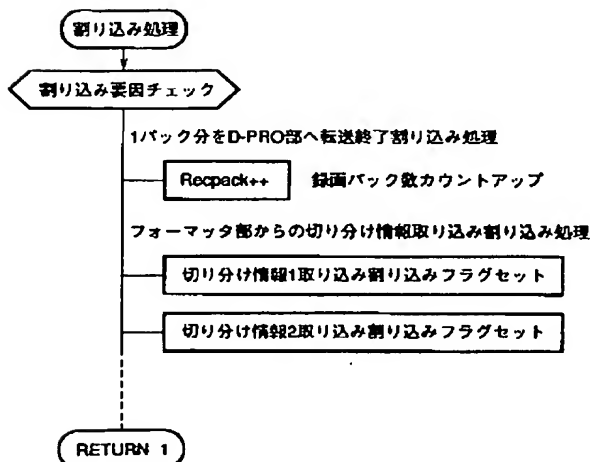 割り込み処理
割り込み要因チェック
1パック分をD-PRO部へ転送終了割り込み処理
Recpack++ 録画パック数カウントアップ
フォーマッタ部からの切り分け情報取り込み割り込み処理
切り分け情報1取り込み割り込みフラグセット
切り分け情報2取り込み割り込みフラグセット
RETURN 1